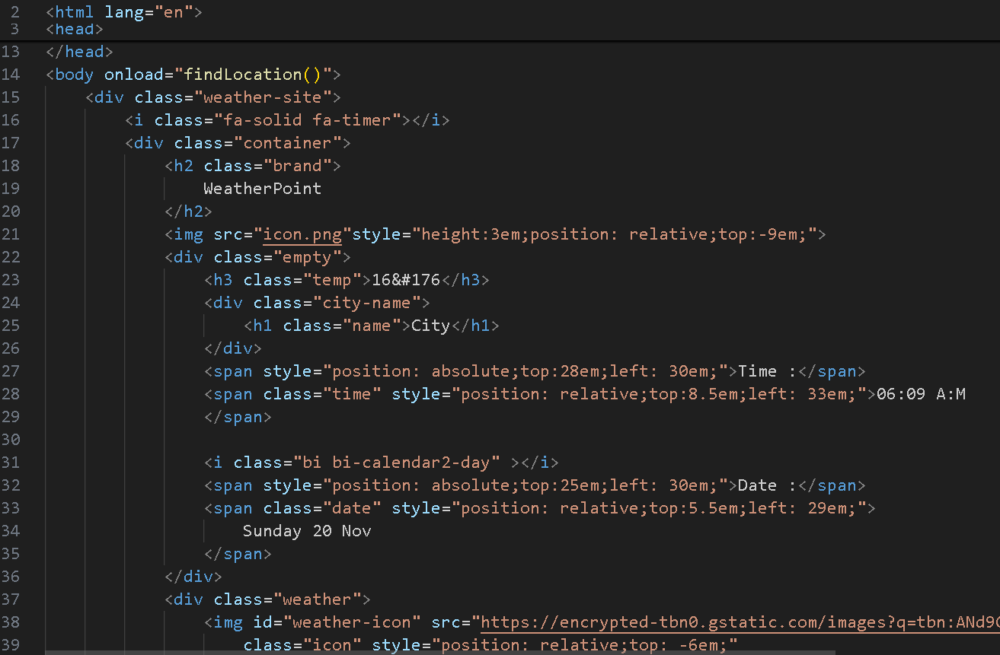 2 <html lang="en">
3 <head>
13 </head>
14 <body onload="findLocation()">
15 <div class="weather-site">
16 <i class="fa-solid fa-timer"></i>
17 <div class="container">
18 <h2 class="brand">
19 WeatherPoint
20 </h2>
21 <img src="icon.png"style="height:3em;position: relative;top:-9em;">
22 <div class="empty">
23 <h3 class="temp">16&#176</h3>
24 <div class="city-name">
25 <h1 class="name">City</h1>
26 </div>
27 <span style="position: absolute;top:28em;left: 30em;">Time :</span>
28 <span class="time" style="position: relative;top:8.5em;left: 33em;">06:09 A:M
29 </span>
30
31 <i class="bi bi-calendar2-day" ></i>
32 <span style="position: absolute;top:25em;left: 30em;">Date :</span>
33 <span class="date" style="position: relative;top:5.5em;left: 29em;">
34 Sunday 20 Nov
35 </span>
36 </div>
37 <div class="weather">
38 <img id="weather-icon" src="https://encrypted-tbn0.gstatic.com/images?q=tbn:ANd9G
39 class="icon" style="position: relative;top: -6em;"